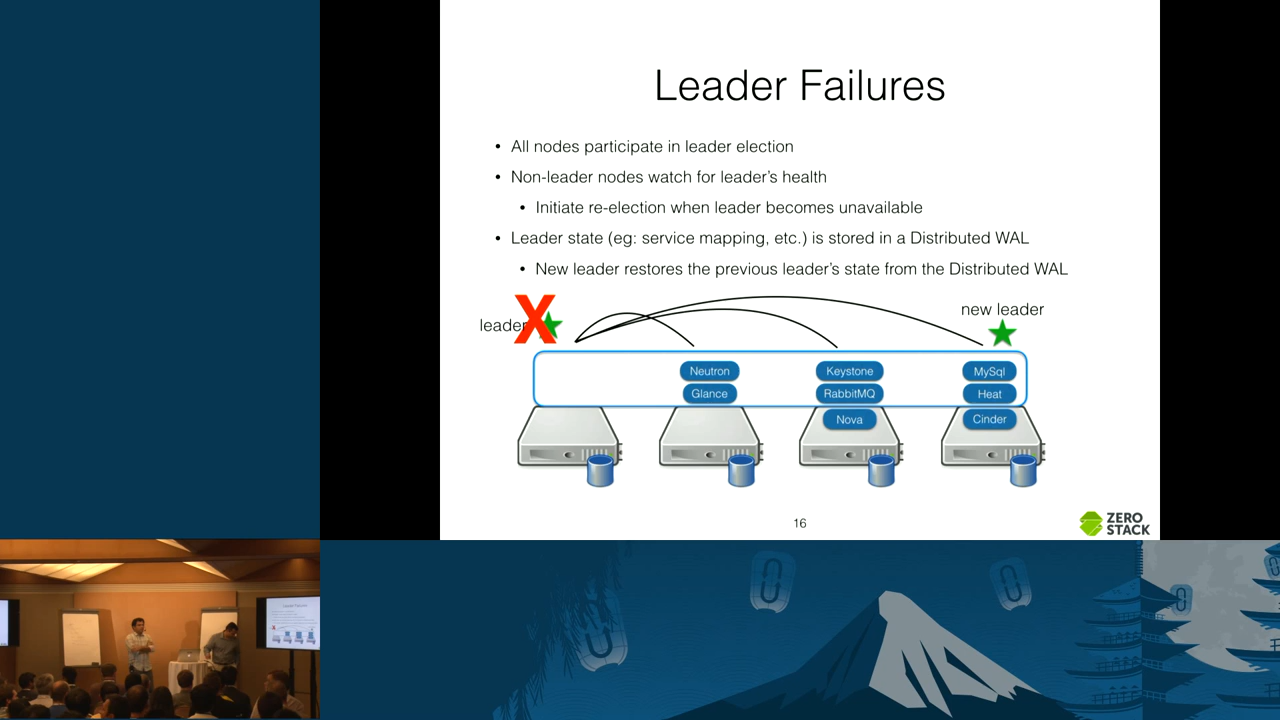 Leader Failures
• All nodes participate in leader election
• Non-leader nodes watch for leader's health
• Initiate re-election when leader becomes unavailable
• Leader state (eg: service mapping, etc.) is stored in a Distributed WAL
• New leader restores the previous leader's state from the Distributed WAL
leader X
new leader
Neutron Keystone MySql
Glance RabbitMQ Heat
Nova Cinder
16
ZERO
STACK
Leader Failures